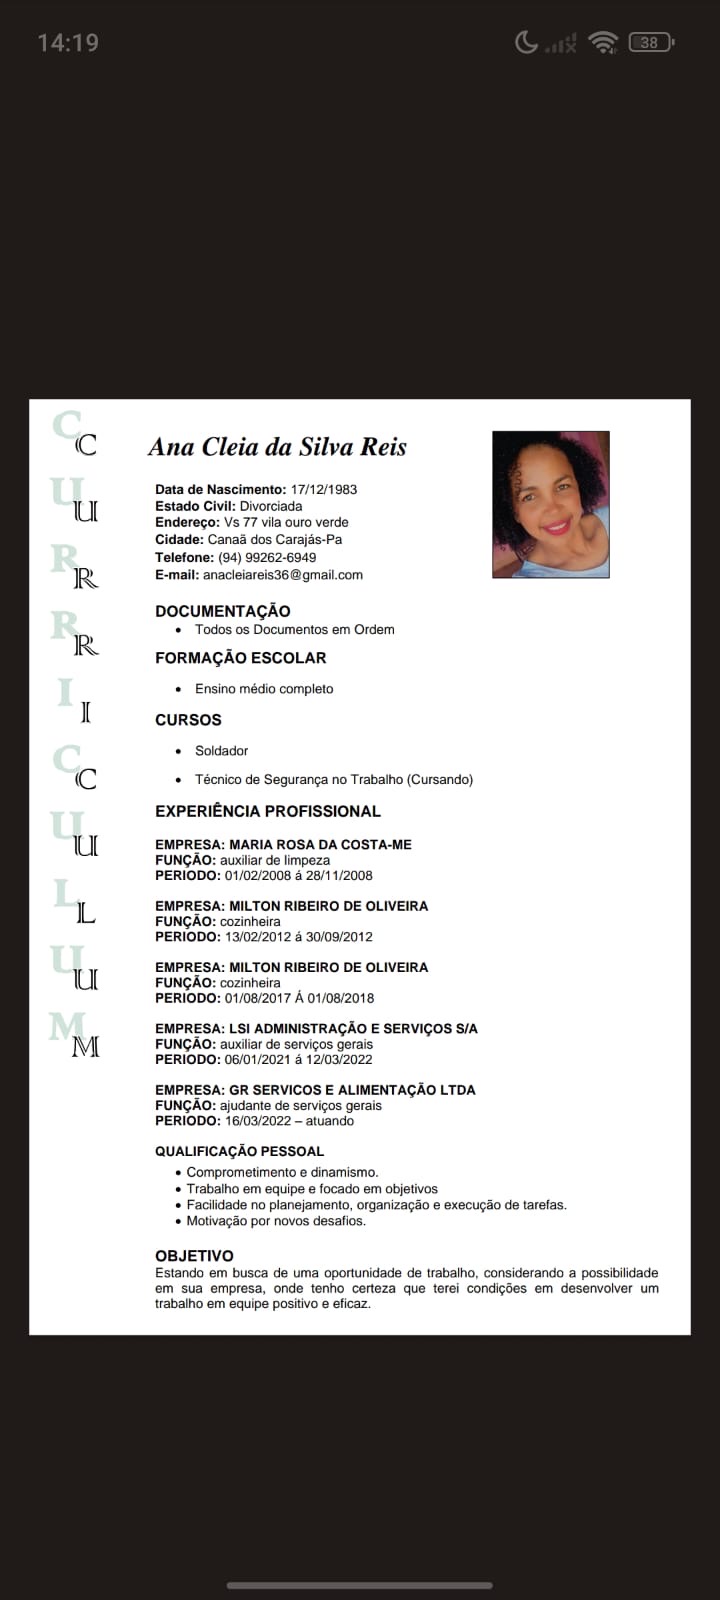 14:19
38
CURRICULUM
Ana Cleia da Silva Reis
Data de Nascimento: 17/12/1983
Estado Civil: Divorciada
Endereço: Vs 77 vila ouro verde
Cidade: Canaã dos Carajás-Pa
Telefone: (94) 99262-6949
E-mail: anacleiareis36@gmail.com
DOCUMENTAÇÃO
• Todos os Documentos em Ordem
FORMAÇÃO ESCOLAR
• Ensino médio completo
CURSOS
• Soldador
• Técnico de Segurança no Trabalho (Cursando)
EXPERIÊNCIA PROFISSIONAL
EMPRESA: MARIA ROSA DA COSTA-ME
FUNÇÃO: auxiliar de limpeza
PERIODO: 01/02/2008 á 28/11/2008
EMPRESA: MILTON RIBEIRO DE OLIVEIRA
FUNÇÃO: cozinheira
PERIODO: 13/02/2012 á 30/09/2012
EMPRESA: MILTON RIBEIRO DE OLIVEIRA
FUNÇÃO: cozinheira
PERIODO: 01/08/2017 Á 01/08/2018
EMPRESA: LSI ADMINISTRAÇÃO E SERVIÇOS S/A
FUNÇÃO: auxiliar de serviços gerais
PERIODO: 06/01/2021 á 12/03/2022
EMPRESA: GR SERVICOS E ALIMENTAÇÃO LTDA
FUNÇÃO: ajudante de serviços gerais
PERIODO: 16/03/2022 – atuando
QUALIFICAÇÃO PESSOAL
• Comprometimento e dinamismo.
• Trabalho em equipe e focado em objetivos
• Facilidade no planejamento, organização e execução de tarefas.
• Motivação por novos desafios.
OBJETIVO
Estando em busca de uma oportunidade de trabalho, considerando a possibilidade
em sua empresa, onde tenho certeza que terei condições em desenvolver um
trabalho em equipe positivo e eficaz.